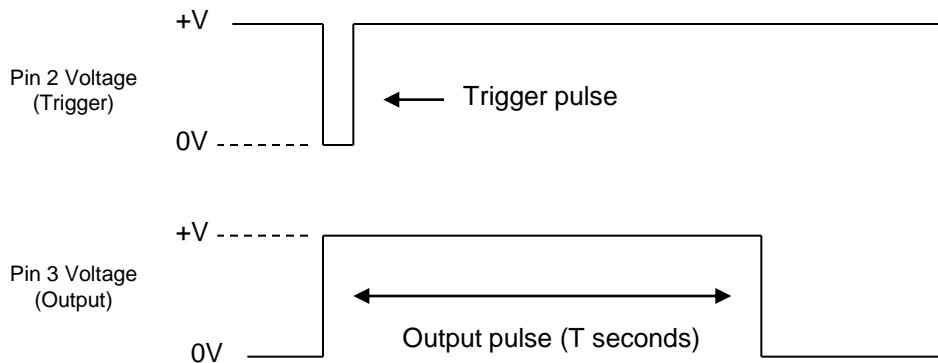 +V
Pin 2 Voltage
(Trigger)
Trigger pulse
0V
+V
Pin 3 Voltage
(Output)
Output pulse (T seconds)
0V